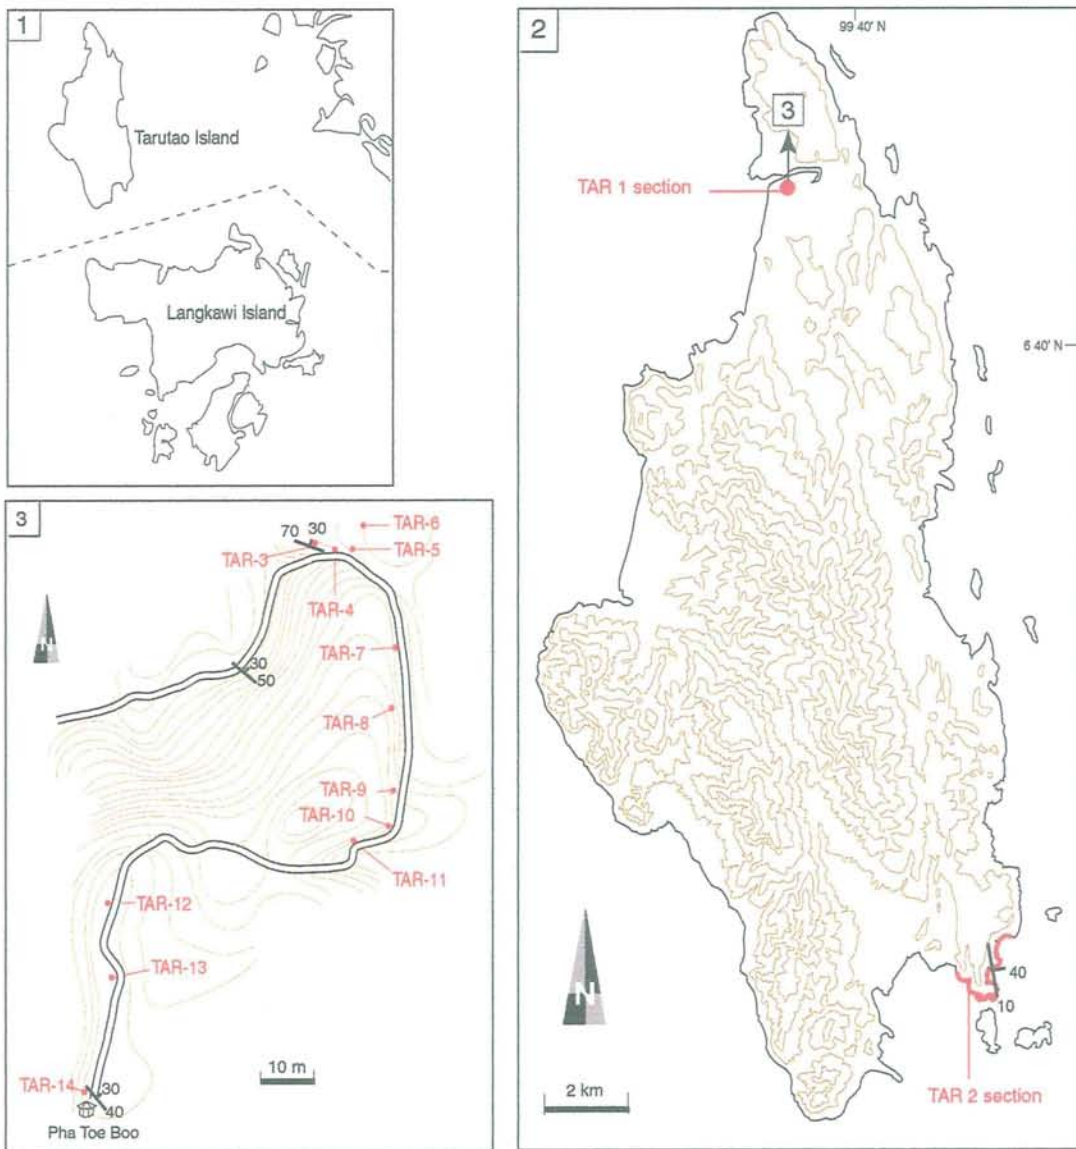 1
Tarutao Island
Langkawi Island
2
99 40' N
3
TAR 1 section
6 40' N
N
2 km
40
10
TAR 2 section
3
70
30
TAR-6
TAR-3
TAR-5
TAR-4
N
TAR-7
30
50
TAR-8
TAR-9
TAR-10
TAR-11
TAR-12
TAR-13
10 m
TAR-14
30
40
Pha Toe Boo